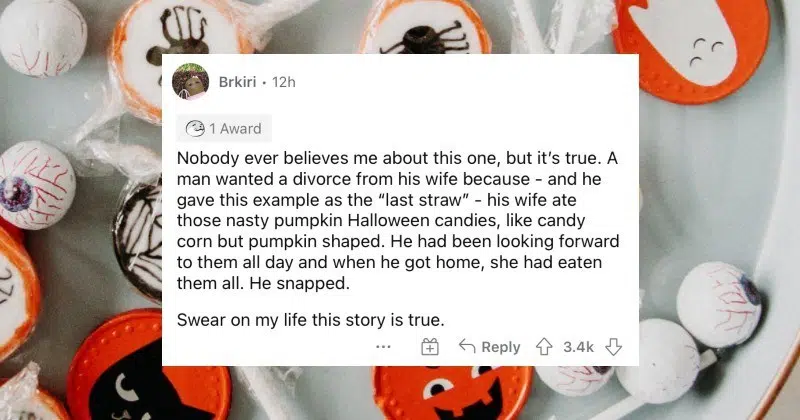 Brkiri • 12h
1 Award
Nobody ever believes me about this one, but it’s true. A
man wanted a divorce from his wife because - and he
gave this example as the “last straw” - his wife ate
those nasty pumpkin Halloween candies, like candy
corn but pumpkin shaped. He had been looking forward
to them all day and when he got home, she had eaten
them all. He snapped.
Swear on my life this story is true.
... Reply 3.4k